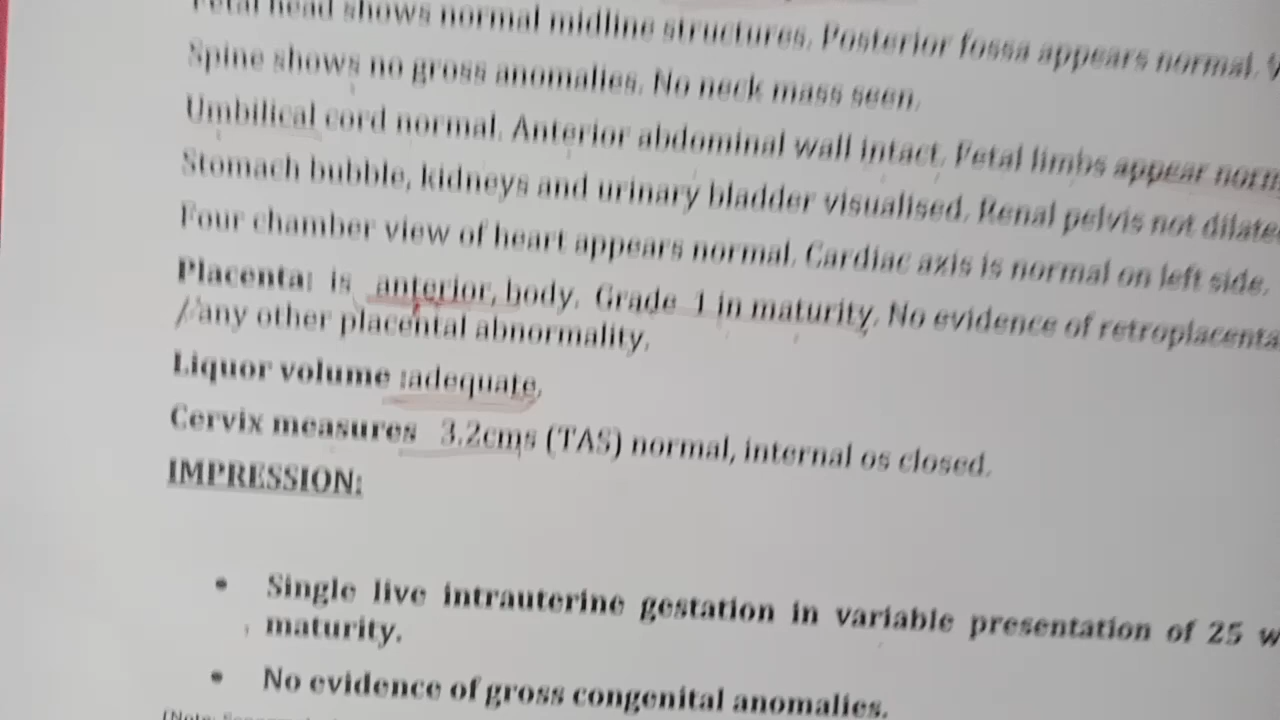 Fetal head shows normal midline structures. Posterior fossa appears normal.
Spine shows no gross anomalies. No neck mass seen.
Umbilical cord normal. Anterior abdominal wall intact. Fetal limbs appear
Stomach bubble, kidneys and urinary bladder visualised. Renal pelvis not
Four chamber view of heart appears normal. Cardiac axis is normal on left side.
Placenta: is anterior, body. Grade 1 in maturity. No evidence of
/ any other placental abnormality.
Liquor volume :adequate.
Cervix measures 3.2cms (TAS) normal, internal os closed.
IMPRESSION:
• Single live intrauterine gestation in variable presentation of 25
maturity.
• No evidence of gross congenital anomalies.